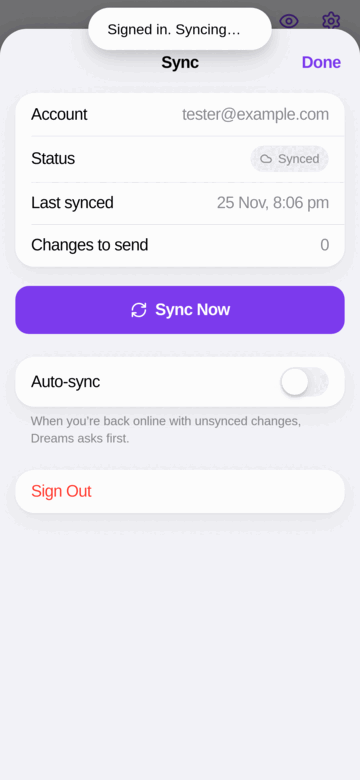 Signed in. Syncing…
Sync
Done
Account
tester@example.com
Status
Synced
Last synced
25 Nov, 8:06 pm
Changes to send
0
Sync Now
Auto-sync
When you're back online with unsynced changes,
Dreams asks first.
Sign Out